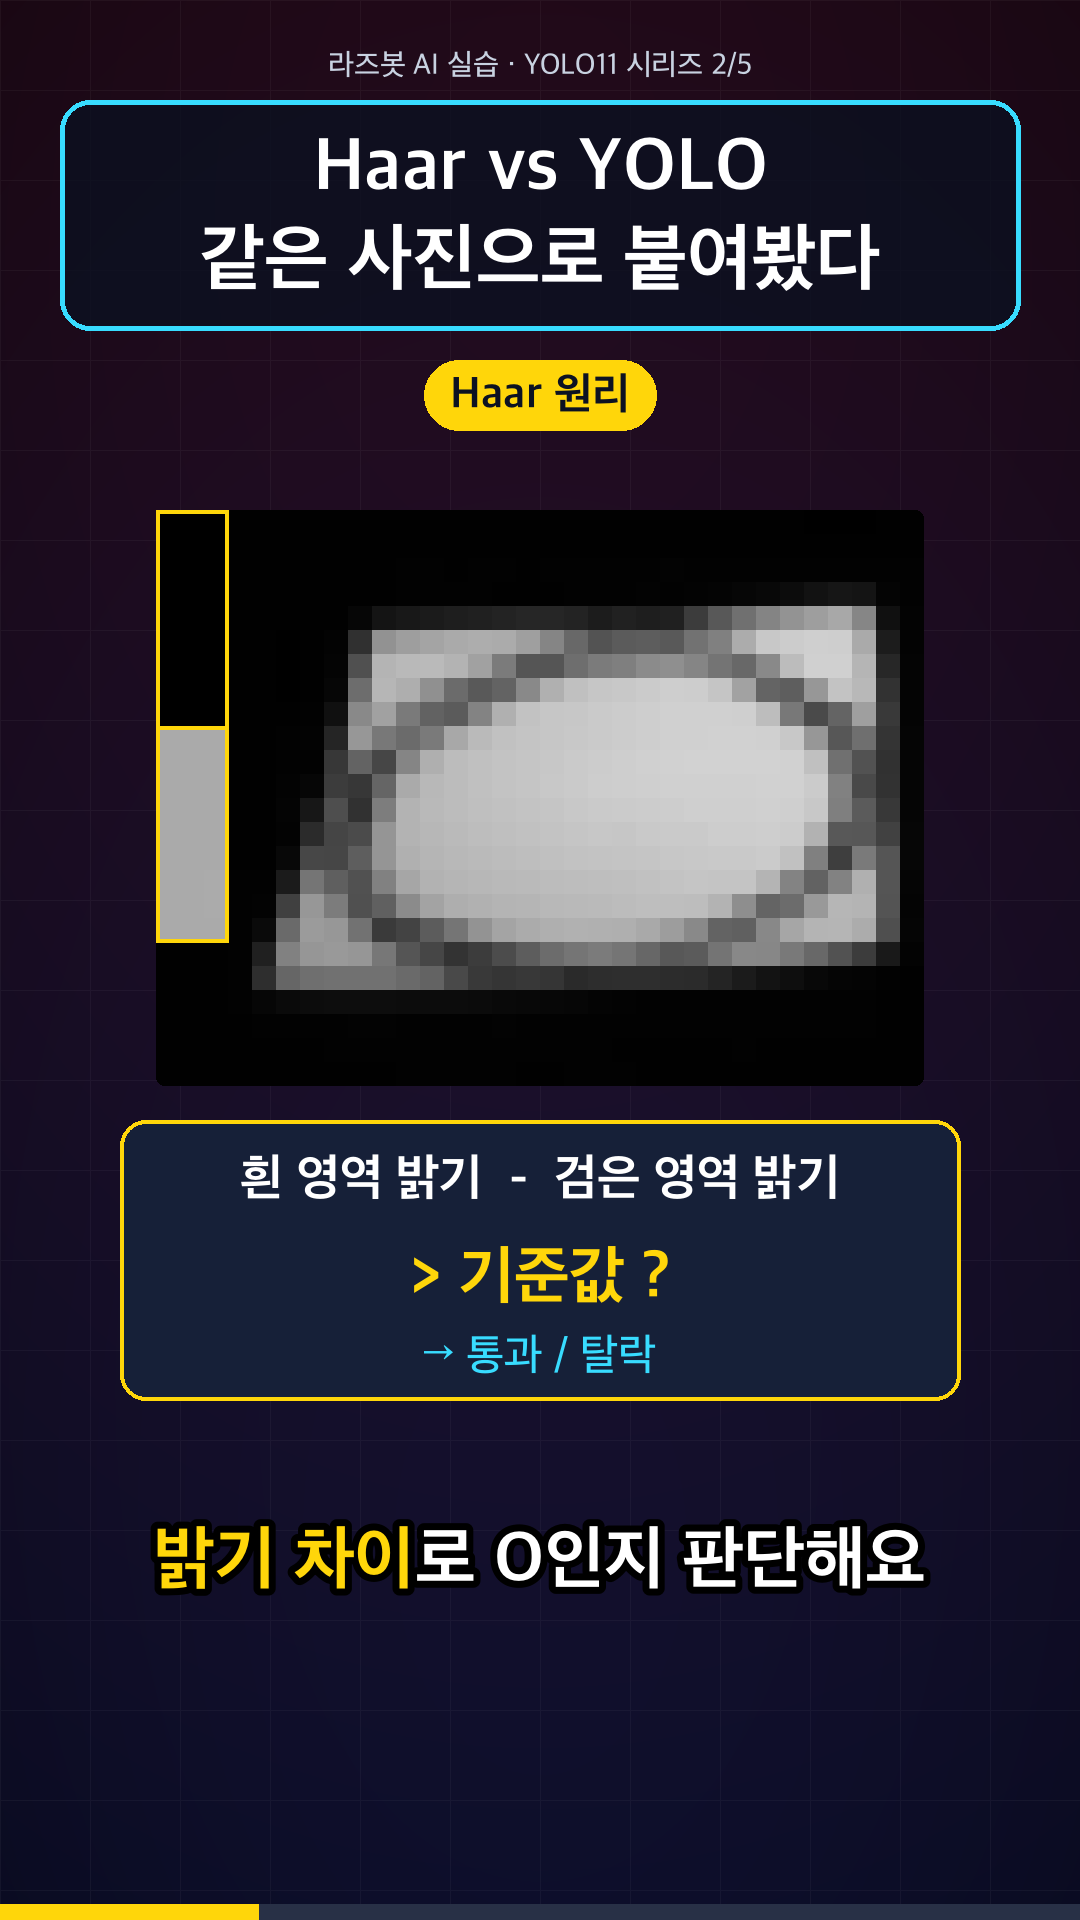 라즈봇 AI 실습 · YOLO11 시리즈 2/5
Haar vs YOLO
같은 사진으로 붙여봤다
Haar 원리
흰 영역 밝기 - 검은 영역 밝기
> 기준값 ?
→ 통과 / 탈락
밝기 차이로 O인지 판단해요